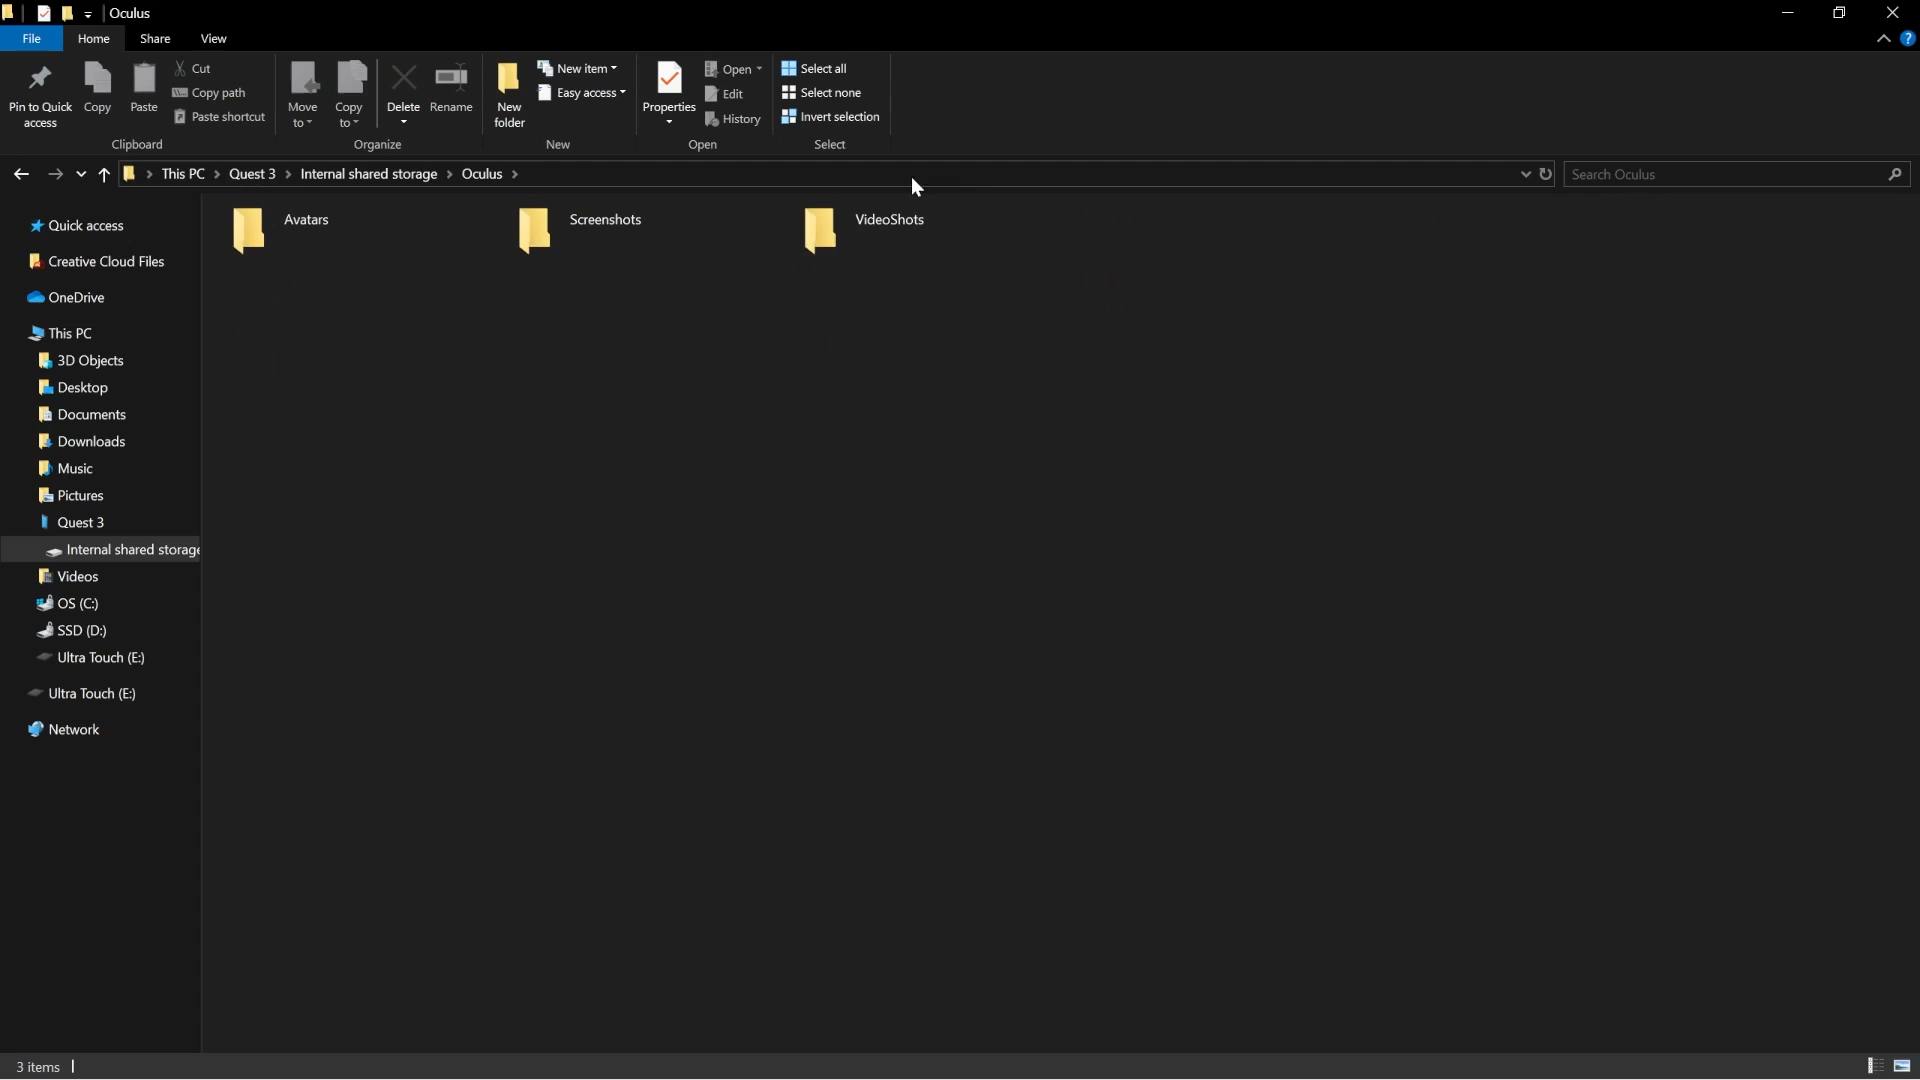 Oculus
File Home Share View
Pin to Quick access
Copy
Paste
Cut
Copy path
Paste shortcut
Clipboard
Move to
Copy to
Delete
Rename
Organize
New folder
New item
Easy access
New
Properties
Open
Edit
History
Open
Select all
Select none
Invert selection
Select
This PC > Quest 3 > Internal shared storage > Oculus >
Search Oculus
Quick access
Creative Cloud Files
OneDrive
This PC
3D Objects
Desktop
Documents
Downloads
Music
Pictures
Quest 3
Internal shared storage
Videos
OS (C:)
SSD (D:)
Ultra Touch (E:)
Ultra Touch (E:)
Network
Avatars
Screenshots
VideoShots
3 items